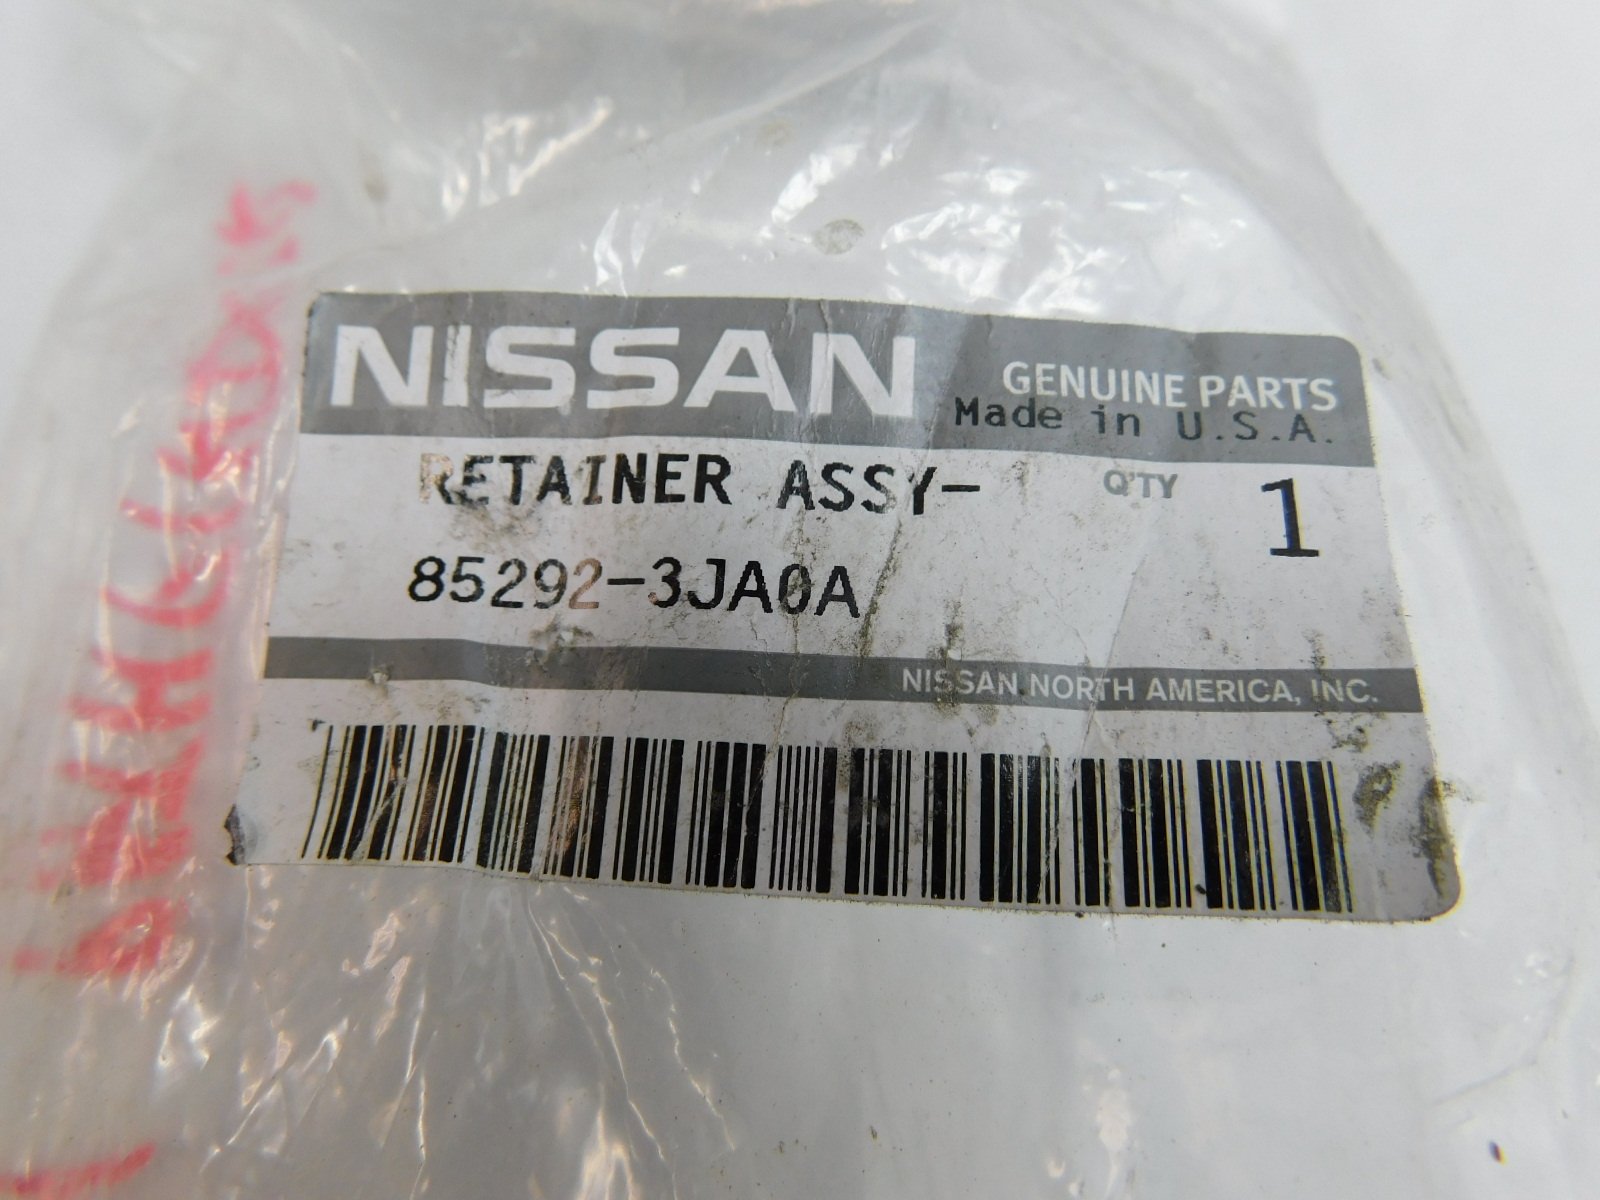 NISSAN
GENUINE PARTS
Made in U.S.A.
RETAINER ASSY-
Q'TY 1
85292-3JA0A
NISSAN NORTH AMERICA, INC.